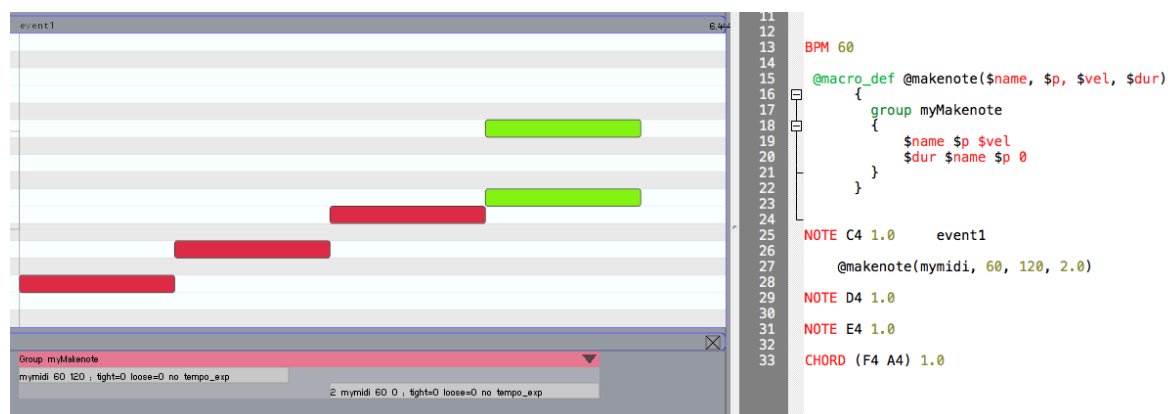 event1 6.444
Group myMakenote
mymidi 60 120 ; tight=0 loose=0 no tempo_exp
2 mymidi 60 0 ; tight=0 loose=0 no tempo_exp
11
12
13 BPM 60
14
15 @macro_def @makenote($name, $p, $vel, $dur)
16 {
17 group myMakenote
18 {
19 $name $p $vel
20 $dur $name $p 0
21 }
22 }
23
24
25 NOTE C4 1.0 event1
26
27 @makenote(mymidi, 60, 120, 2.0)
28
29 NOTE D4 1.0
30
31 NOTE E4 1.0
32
33 CHORD (F4 A4) 1.0